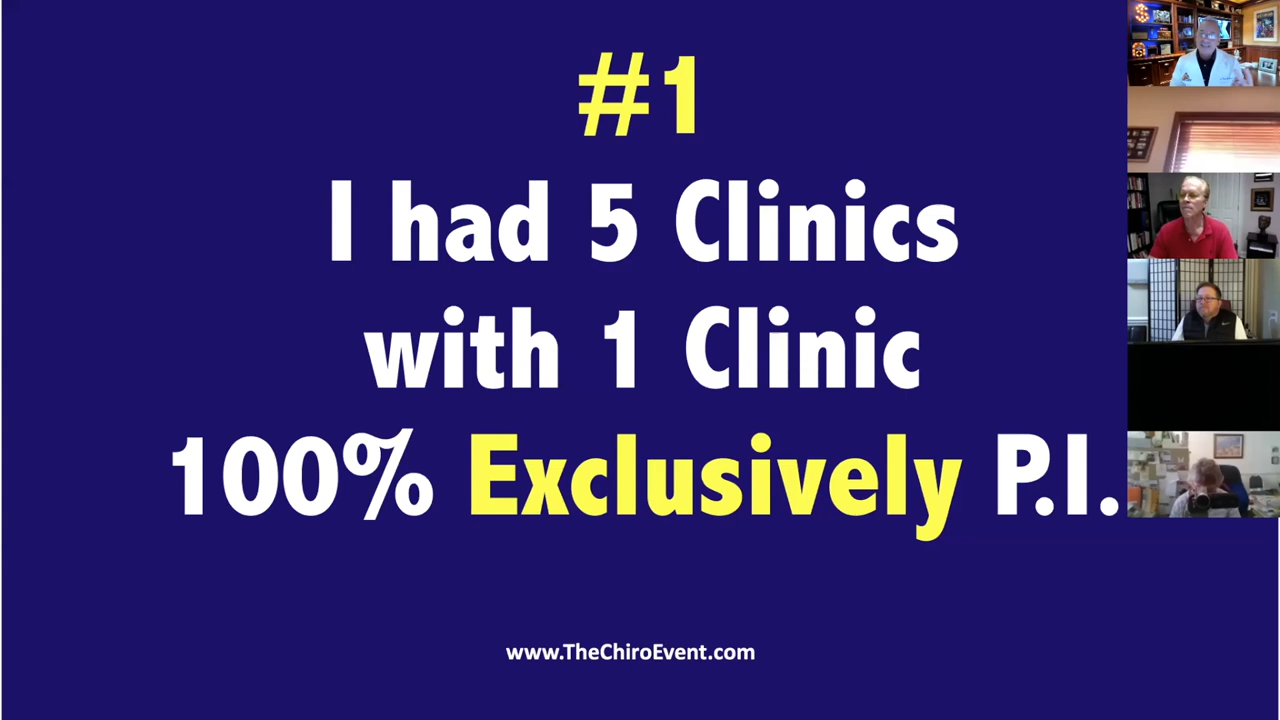 #1
I had 5 Clinics
with 1 Clinic
100% Exclusively P.I.
www.TheChiroEvent.com